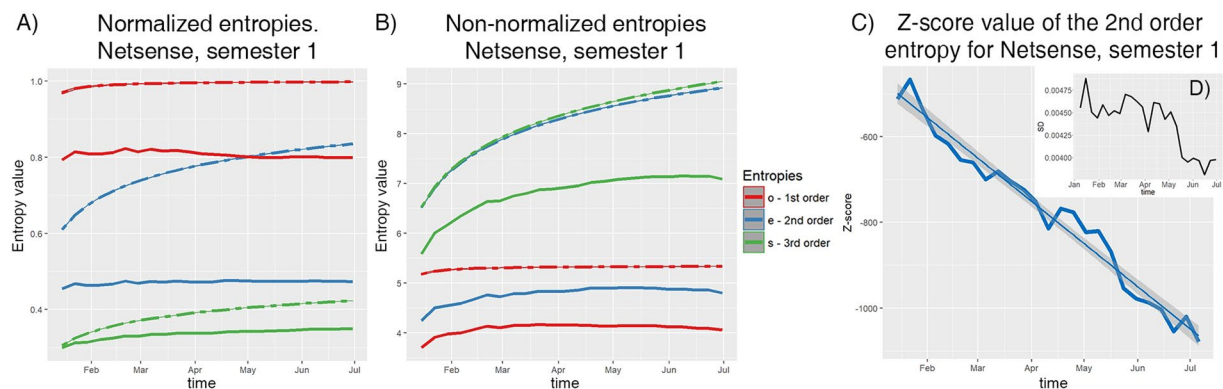 A)
Normalized entropies.
Netsense, semester 1
Entropy value
1.0
0.8
0.6
0.4
Feb Mar Apr May Jun Jul
time
B)
Non-normalized entropies
Netsense, semester 1
Entropy value
9
8
7
6
5
4
Feb Mar Apr May Jun Jul
time
Entropies
o - 1st order
e - 2nd order
s - 3rd order
C)
Z-score value of the 2nd order
entropy for Netsense, semester 1
Z-score
-600
-800
-1000
Feb Mar Apr May Jun Jul
time
D)
SD
0.00475
0.00450
0.00425
0.00400
Jan Feb Mar Apr May Jun Jul
time